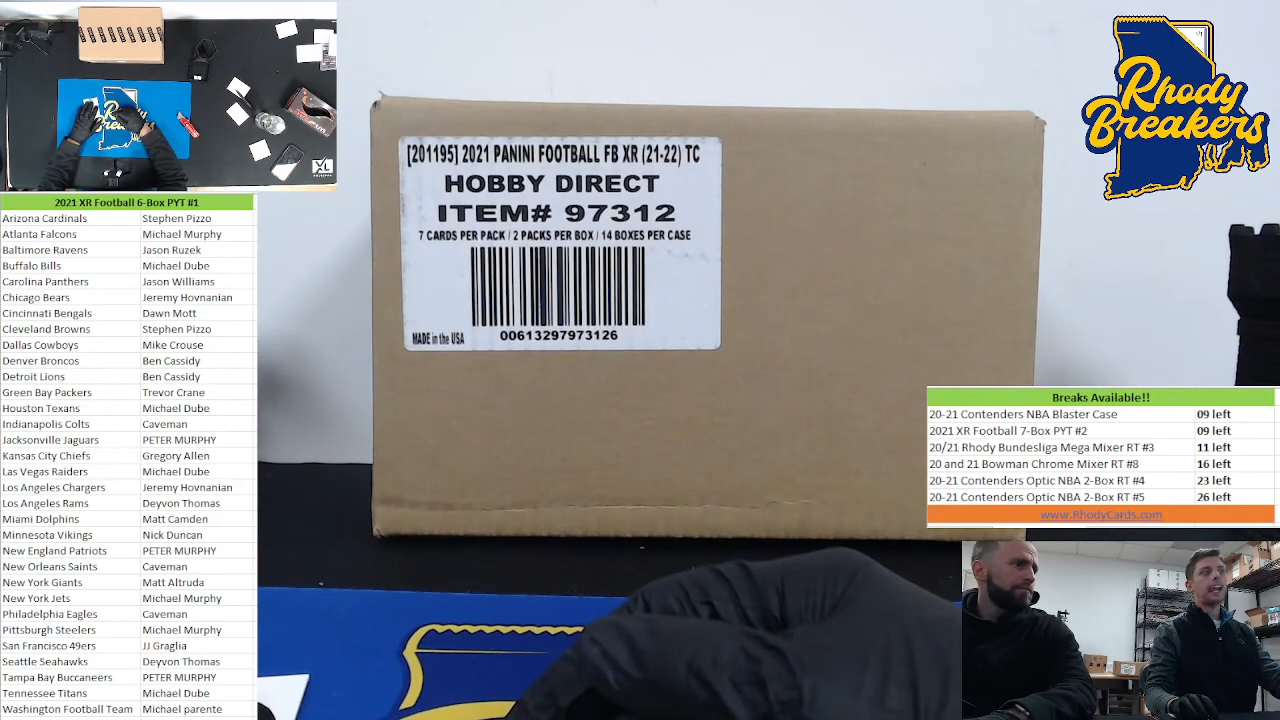 2021 XR Football 6-Box PYT #1
Arizona Cardinals Stephen Pizzo
Atlanta Falcons Michael Murphy
Baltimore Ravens Jason Ruzek
Buffalo Bills Michael Dube
Carolina Panthers Jason Williams
Chicago Bears Jeremy Hovnanian
Cincinnati Bengals Dawn Mott
Cleveland Browns Stephen Pizzo
Dallas Cowboys Mike Crouse
Denver Broncos Ben Cassidy
Detroit Lions Ben Cassidy
Green Bay Packers Trevor Crane
Houston Texans Michael Dube
Indianapolis Colts Caveman
Jacksonville Jaguars PETER MURPHY
Kansas City Chiefs Gregory Allen
Las Vegas Raiders Michael Dube
Los Angeles Chargers Jeremy Hovnanian
Los Angeles Rams Deyvon Thomas
Miami Dolphins Matt Camden
Minnesota Vikings Nick Duncan
New England Patriots PETER MURPHY
New Orleans Saints Caveman
New York Giants Matt Altruda
New York Jets Michael Murphy
Philadelphia Eagles Caveman
Pittsburgh Steelers Michael Murphy
San Francisco 49ers JJ Graglia
Seattle Seahawks Deyvon Thomas
Tampa Bay Buccaneers PETER MURPHY
Tennessee Titans Michael Dube
Washington Football Team Michael parente
[201195] 2021 PANINI FOOTBALL FB XR (21-22) TC
HOBBY DIRECT
ITEM# 97312
7 CARDS PER PACK / 2 PACKS PER BOX / 14 BOXES PER CASE
MADE in the USA
00613297973126
Rhody
Breakers
Breaks Available!!
20-21 Contenders NBA Blaster Case 09 left
2021 XR Football 7-Box PYT #2 09 left
20/21 Rhody Bundesliga Mega Mixer RT #3 11 left
20 and 21 Bowman Chrome Mixer RT #8 16 left
20-21 Contenders Optic NBA 2-Box RT #4 23 left
20-21 Contenders Optic NBA 2-Box RT #5 26 left
www.RhodyCards.com